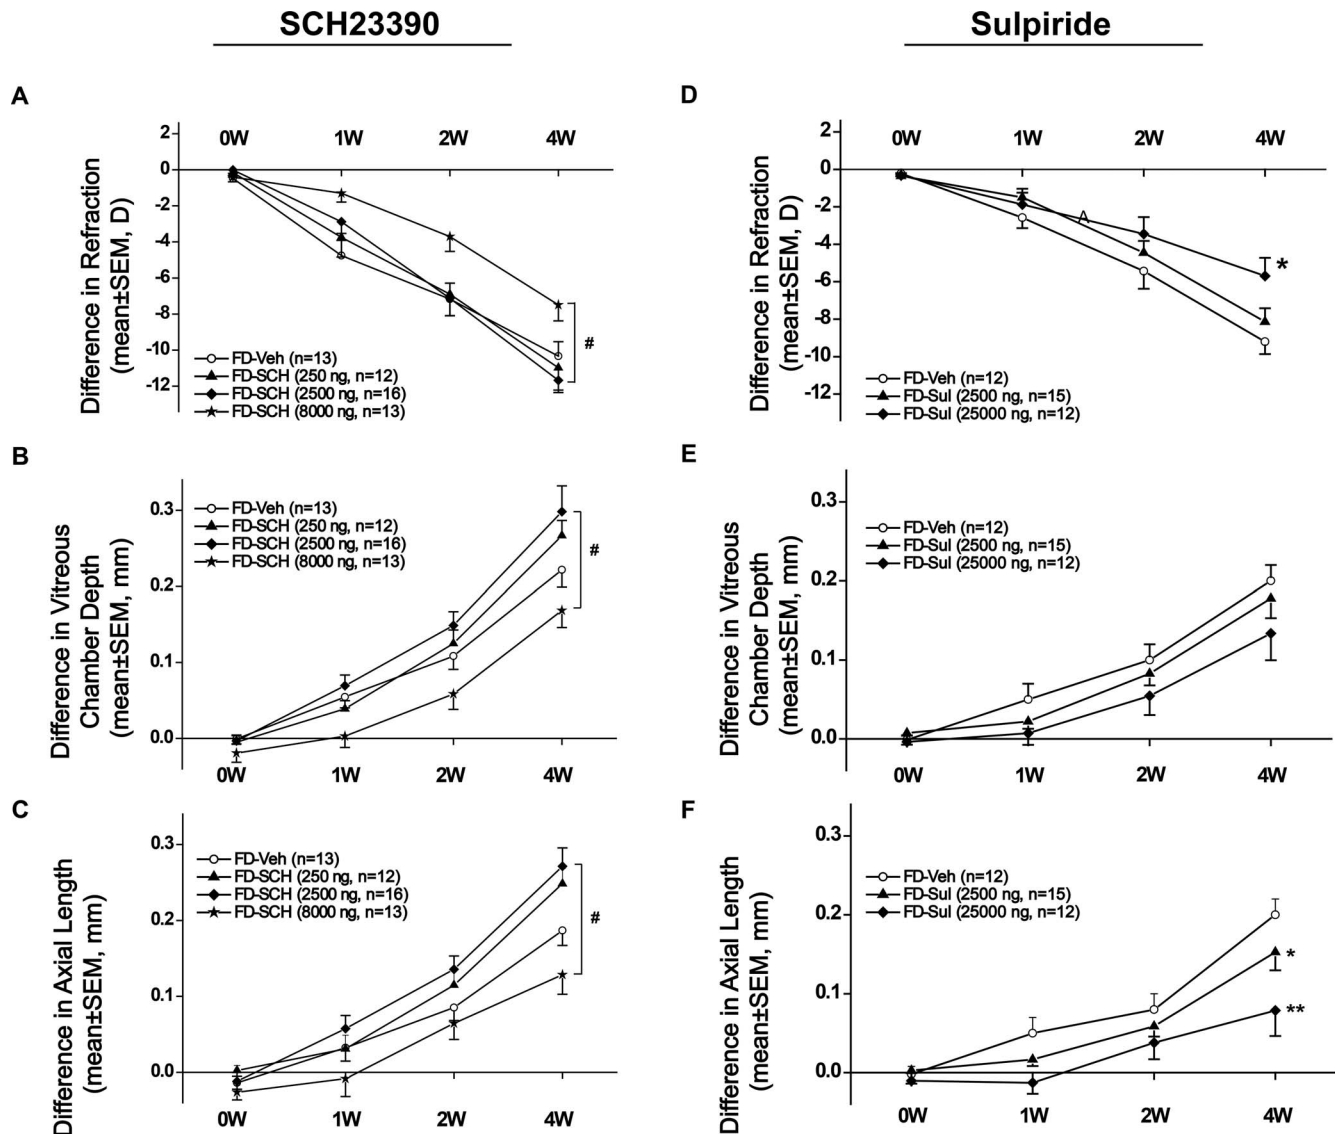 SCH23390
Sulpiride
A
Difference in Refraction
(mean±SEM, D)
2
0
-2
-4
-6
-8
-10
-12
0W 1W 2W 4W
#
FD-Veh (n=13)
FD-SCH (250 ng, n=12)
FD-SCH (2500 ng, n=16)
FD-SCH (8000 ng, n=13)
D
Difference in Refraction
(mean±SEM, D)
2
0
-2
-4
-6
-8
-10
-12
0W 1W 2W 4W
^
*
FD-Veh (n=12)
FD-Sul (2500 ng, n=15)
FD-Sul (25000 ng, n=12)
B
Difference in Vitreous
Chamber Depth
(mean±SEM, mm)
0.3
0.2
0.1
0.0
FD-Veh (n=13)
FD-SCH (250 ng, n=12)
FD-SCH (2500 ng, n=16)
FD-SCH (8000 ng, n=13)
#
0W 1W 2W 4W
E
Difference in Vitreous
Chamber Depth
(mean±SEM, mm)
0.3
0.2
0.1
0.0
FD-Veh (n=12)
FD-Sul (2500 ng, n=15)
FD-Sul (25000 ng, n=12)
0W 1W 2W 4W
C
Difference in Axial Length
(mean±SEM, mm)
0.3
0.2
0.1
0.0
FD-Veh (n=13)
FD-SCH (250 ng, n=12)
FD-SCH (2500 ng, n=16)
FD-SCH (8000 ng, n=13)
#
0W 1W 2W 4W
F
Difference in Axial Length
(mean±SEM, mm)
0.3
0.2
0.1
0.0
FD-Veh (n=12)
FD-Sul (2500 ng, n=15)
FD-Sul (25000 ng, n=12)
*
**
0W 1W 2W 4W